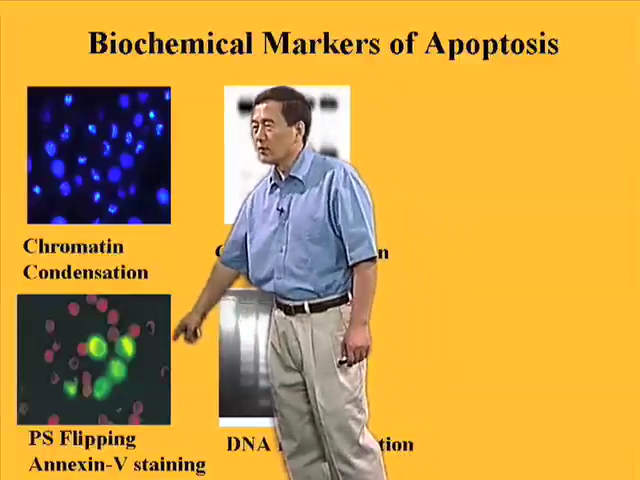 Biochemical Markers of Apoptosis
Chromatin
Condensation
PS Flipping
Annexin-V staining
DNA